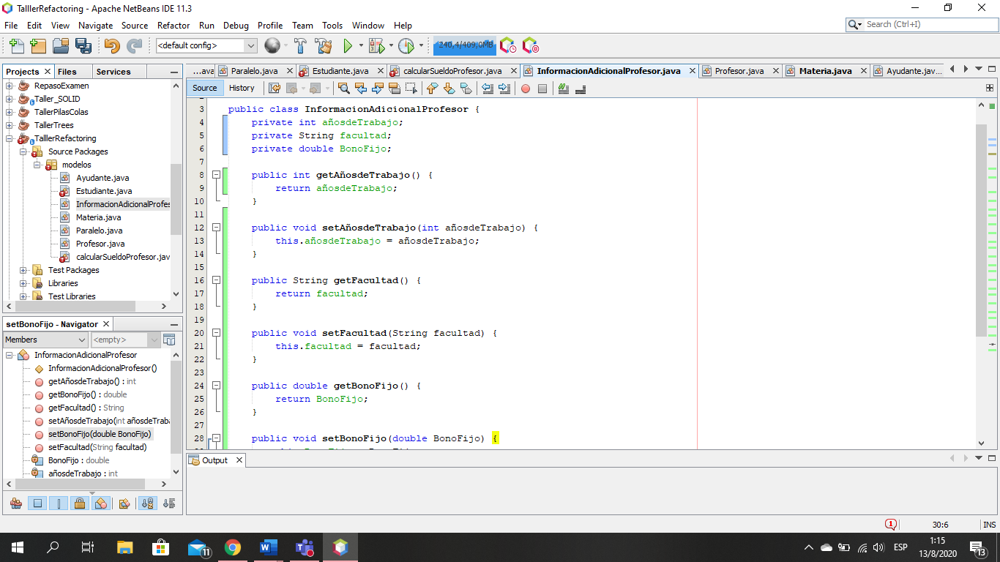 TalllerRefactoring - Apache NetBeans IDE 11.3
File Edit View Navigate Source Refactor Run Debug Profile Team Tools Window Help
Search (Ctrl+I)
<default config>
240,4/409,0MB
Projects Files Services
RepasoExamen
Taller_SOLID
TallerPilasColas
TallerTrees
TalllerRefactoring
Source Packages
modelos
Ayudante.java
Estudiante.java
InformacionAdicionalProfes
Materia.java
Paralelo.java
Profesor.java
calcularSueldoProfesor.jav
Test Packages
Libraries
Test Libraries
setBonoFijo - Navigator
Members
<empty>
InformacionAdicionalProfesor
InformacionAdicionalProfesor()
getAñosdeTrabajo() : int
getBonoFijo() : double
getFacultad() : String
setAñosdeTrabajo(int añosdeTraba
setBonoFijo(double BonoFijo)
setFacultad(String facultad)
BonoFijo : double
añosdeTrabajo : int
...ava Paralelo.java Estudiante.java calcularSueldoProfesor.java InformacionAdicionalProfesor.java Profesor.java Materia.java Ayudante.jav...
Source History
3 public class InformacionAdicionalProfesor {
4 private int añosdeTrabajo;
5 private String facultad;
6 private double BonoFijo;
7
8 public int getAñosdeTrabajo() {
9 return añosdeTrabajo;
10 }
11
12 public void setAñosdeTrabajo(int añosdeTrabajo) {
13 this.añosdeTrabajo = añosdeTrabajo;
14 }
15
16 public String getFacultad() {
17 return facultad;
18 }
19
20 public void setFacultad(String facultad) {
21 this.facultad = facultad;
22 }
23
24 public double getBonoFijo() {
25 return BonoFijo;
26 }
27
28 public void setBonoFijo(double BonoFijo) {
Output
1
30:6
INS
11
ESP
1:15
13/8/2020
13